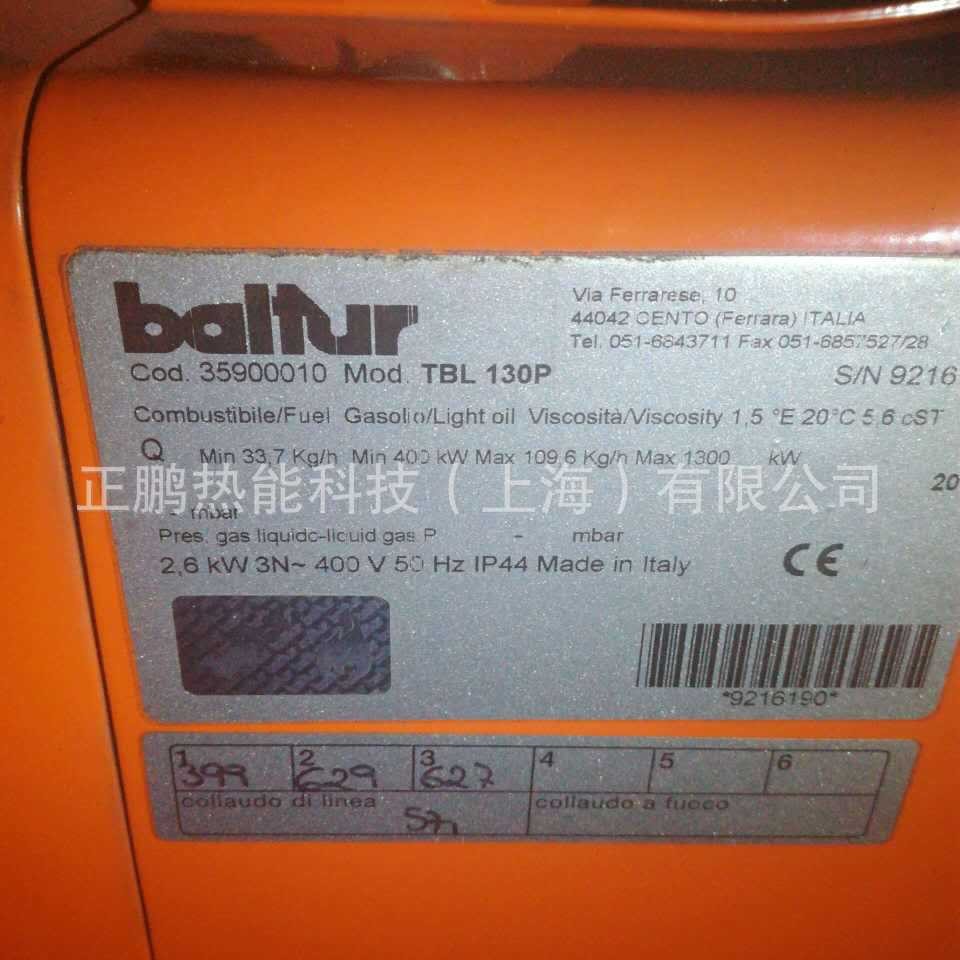 baltur
Via Ferrarese, 10
44042 CENTO (Ferrara) ITALIA
Tel. 051-6843711 Fax 051-6857527/28
Cod. 35900010 Mod. TBL 130P S/N 9216
Combustibile/Fuel Gasolio/Light oil Viscosità/Viscosity 1,5 °E 20°C 5,6 cST
Q Min 33,7 Kg/h Min 400 kW Max 109,6 Kg/h Max 1300 kW
正鹏热能科技（上海）有限公司
20
- mbar
Pres. gas liquido-liquid gas P - mbar
2,6 kW 3N~ 400 V 50 Hz IP44 Made in Italy CE
*9216190*
1 2 3 4 5 6
399 629 627
collaudo di linea collaudo a fuoco